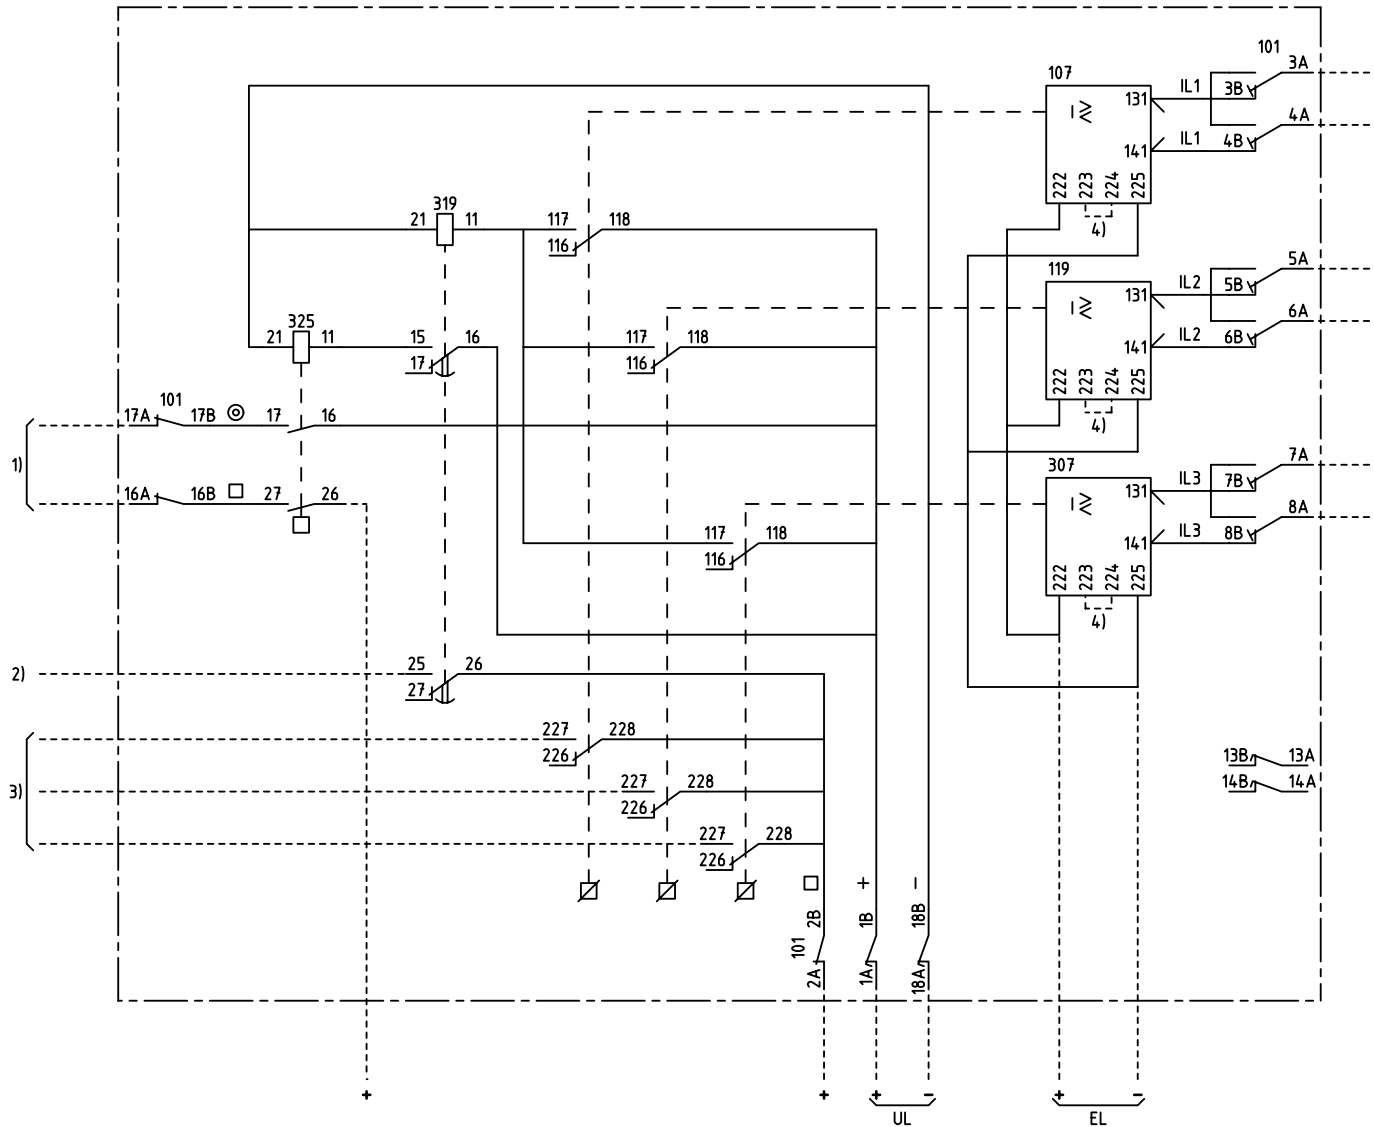 101
107
3A
131
IL1
3B
4A
141
IL1
4B
222
223
224
225
4)
319
21
11
117
118
116
5A
119
131
IL2
5B
325
21
11
15
16
17
117
118
116
6A
141
IL2
6B
222
223
224
225
4)
101
17A
17B
17
16
1)
16A
16B
27
26
307
7A
131
IL3
7B
8A
141
IL3
8B
117
118
116
222
223
224
225
4)
2)
25
26
27
227
228
226
13B
13A
14B
14A
3)
227
228
226
227
228
226
+
−
2B
1B
18B
101
2A
1A
18A
+
+
+
−
+
−
UL
EL